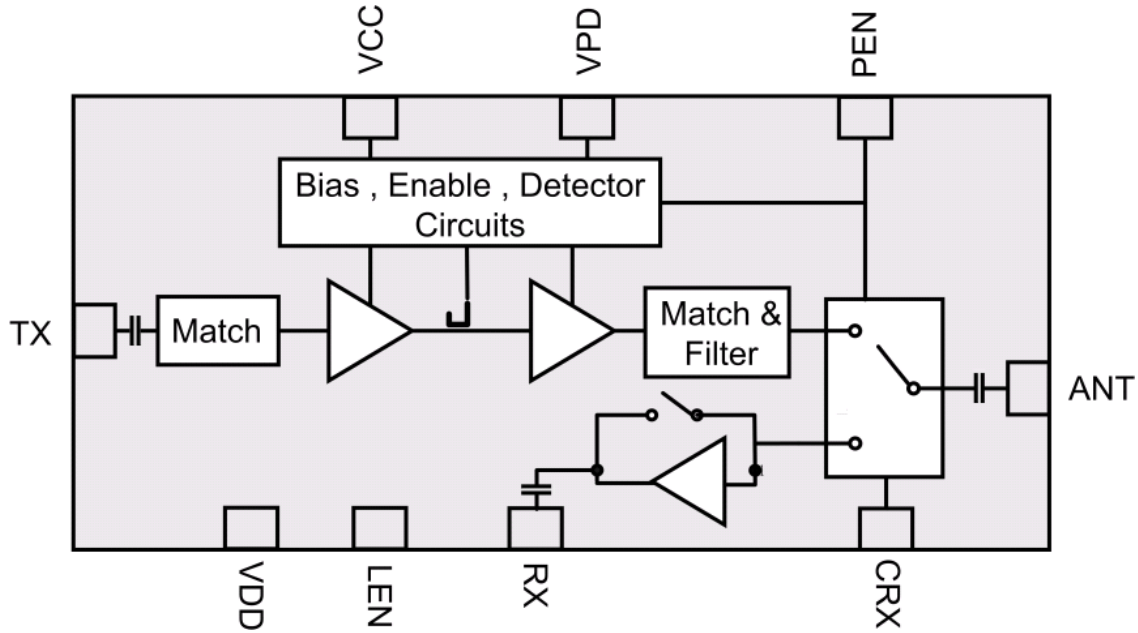 VCC
VPD
PEN
Bias , Enable , Detector
Circuits
TX
Match
Match &
Filter
ANT
VDD
LEN
RX
CRX